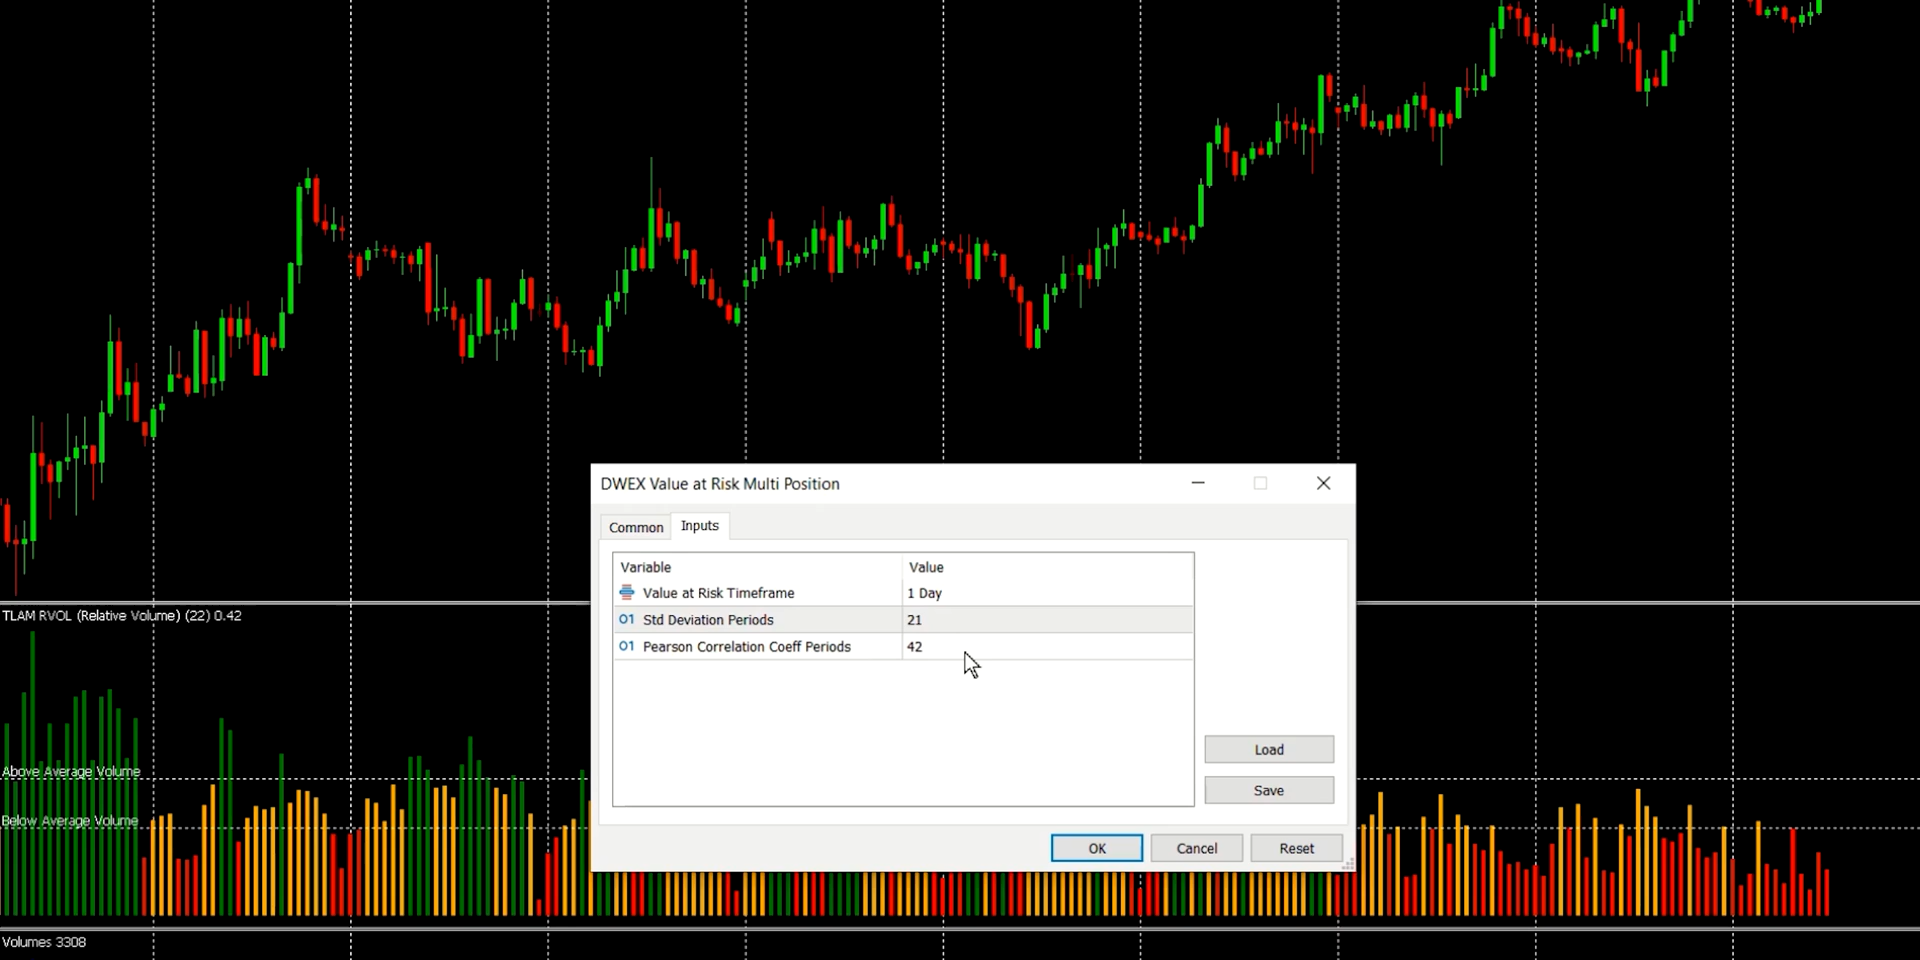 DWEX Value at Risk Multi Position
Common Inputs
Variable Value
Value at Risk Timeframe 1 Day
01 Std Deviation Periods 21
01 Pearson Correlation Coeff Periods 42
Load
Save
OK Cancel Reset
TLAM RVOL (Relative Volume) (22) 0.42
Above Average Volume
Below Average Volume
Volumes 3308